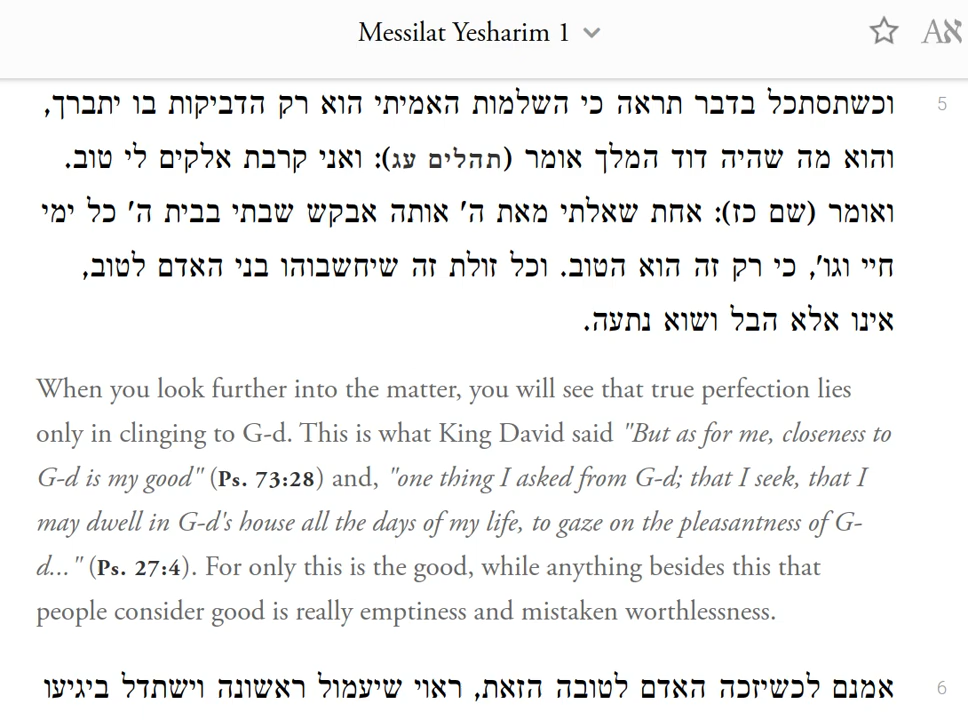 Messilat Yesharim 1
Aא
וכשתסתכל בדבר תראה כי השלמות האמיתי הוא רק הדביקות בו יתברך,
5
והוא מה שהיה דוד המלך אומר (תהלים עג): ואני קרבת אלקים לי טוב.
ואומר (שם כז): אחת שאלתי מאת ה' אותה אבקש שבתי בבית ה' כל ימי
חיי וגו', כי רק זה הוא הטוב. וכל זולת זה שיחשבוהו בני האדם לטוב,
אינו אלא הבל ושוא נתעה.
When you look further into the matter, you will see that true perfection lies
only in clinging to G-d. This is what King David said "But as for me, closeness to
G-d is my good" (Ps. 73:28) and, "one thing I asked from G-d; that I seek, that I
may dwell in G-d's house all the days of my life, to gaze on the pleasantness of G-
d..." (Ps. 27:4). For only this is the good, while anything besides this that
people consider good is really emptiness and mistaken worthlessness.
אמנם לכשיזכה האדם לטובה הזאת, ראוי שיעמול ראשונה וישתדל ביגיעו
6